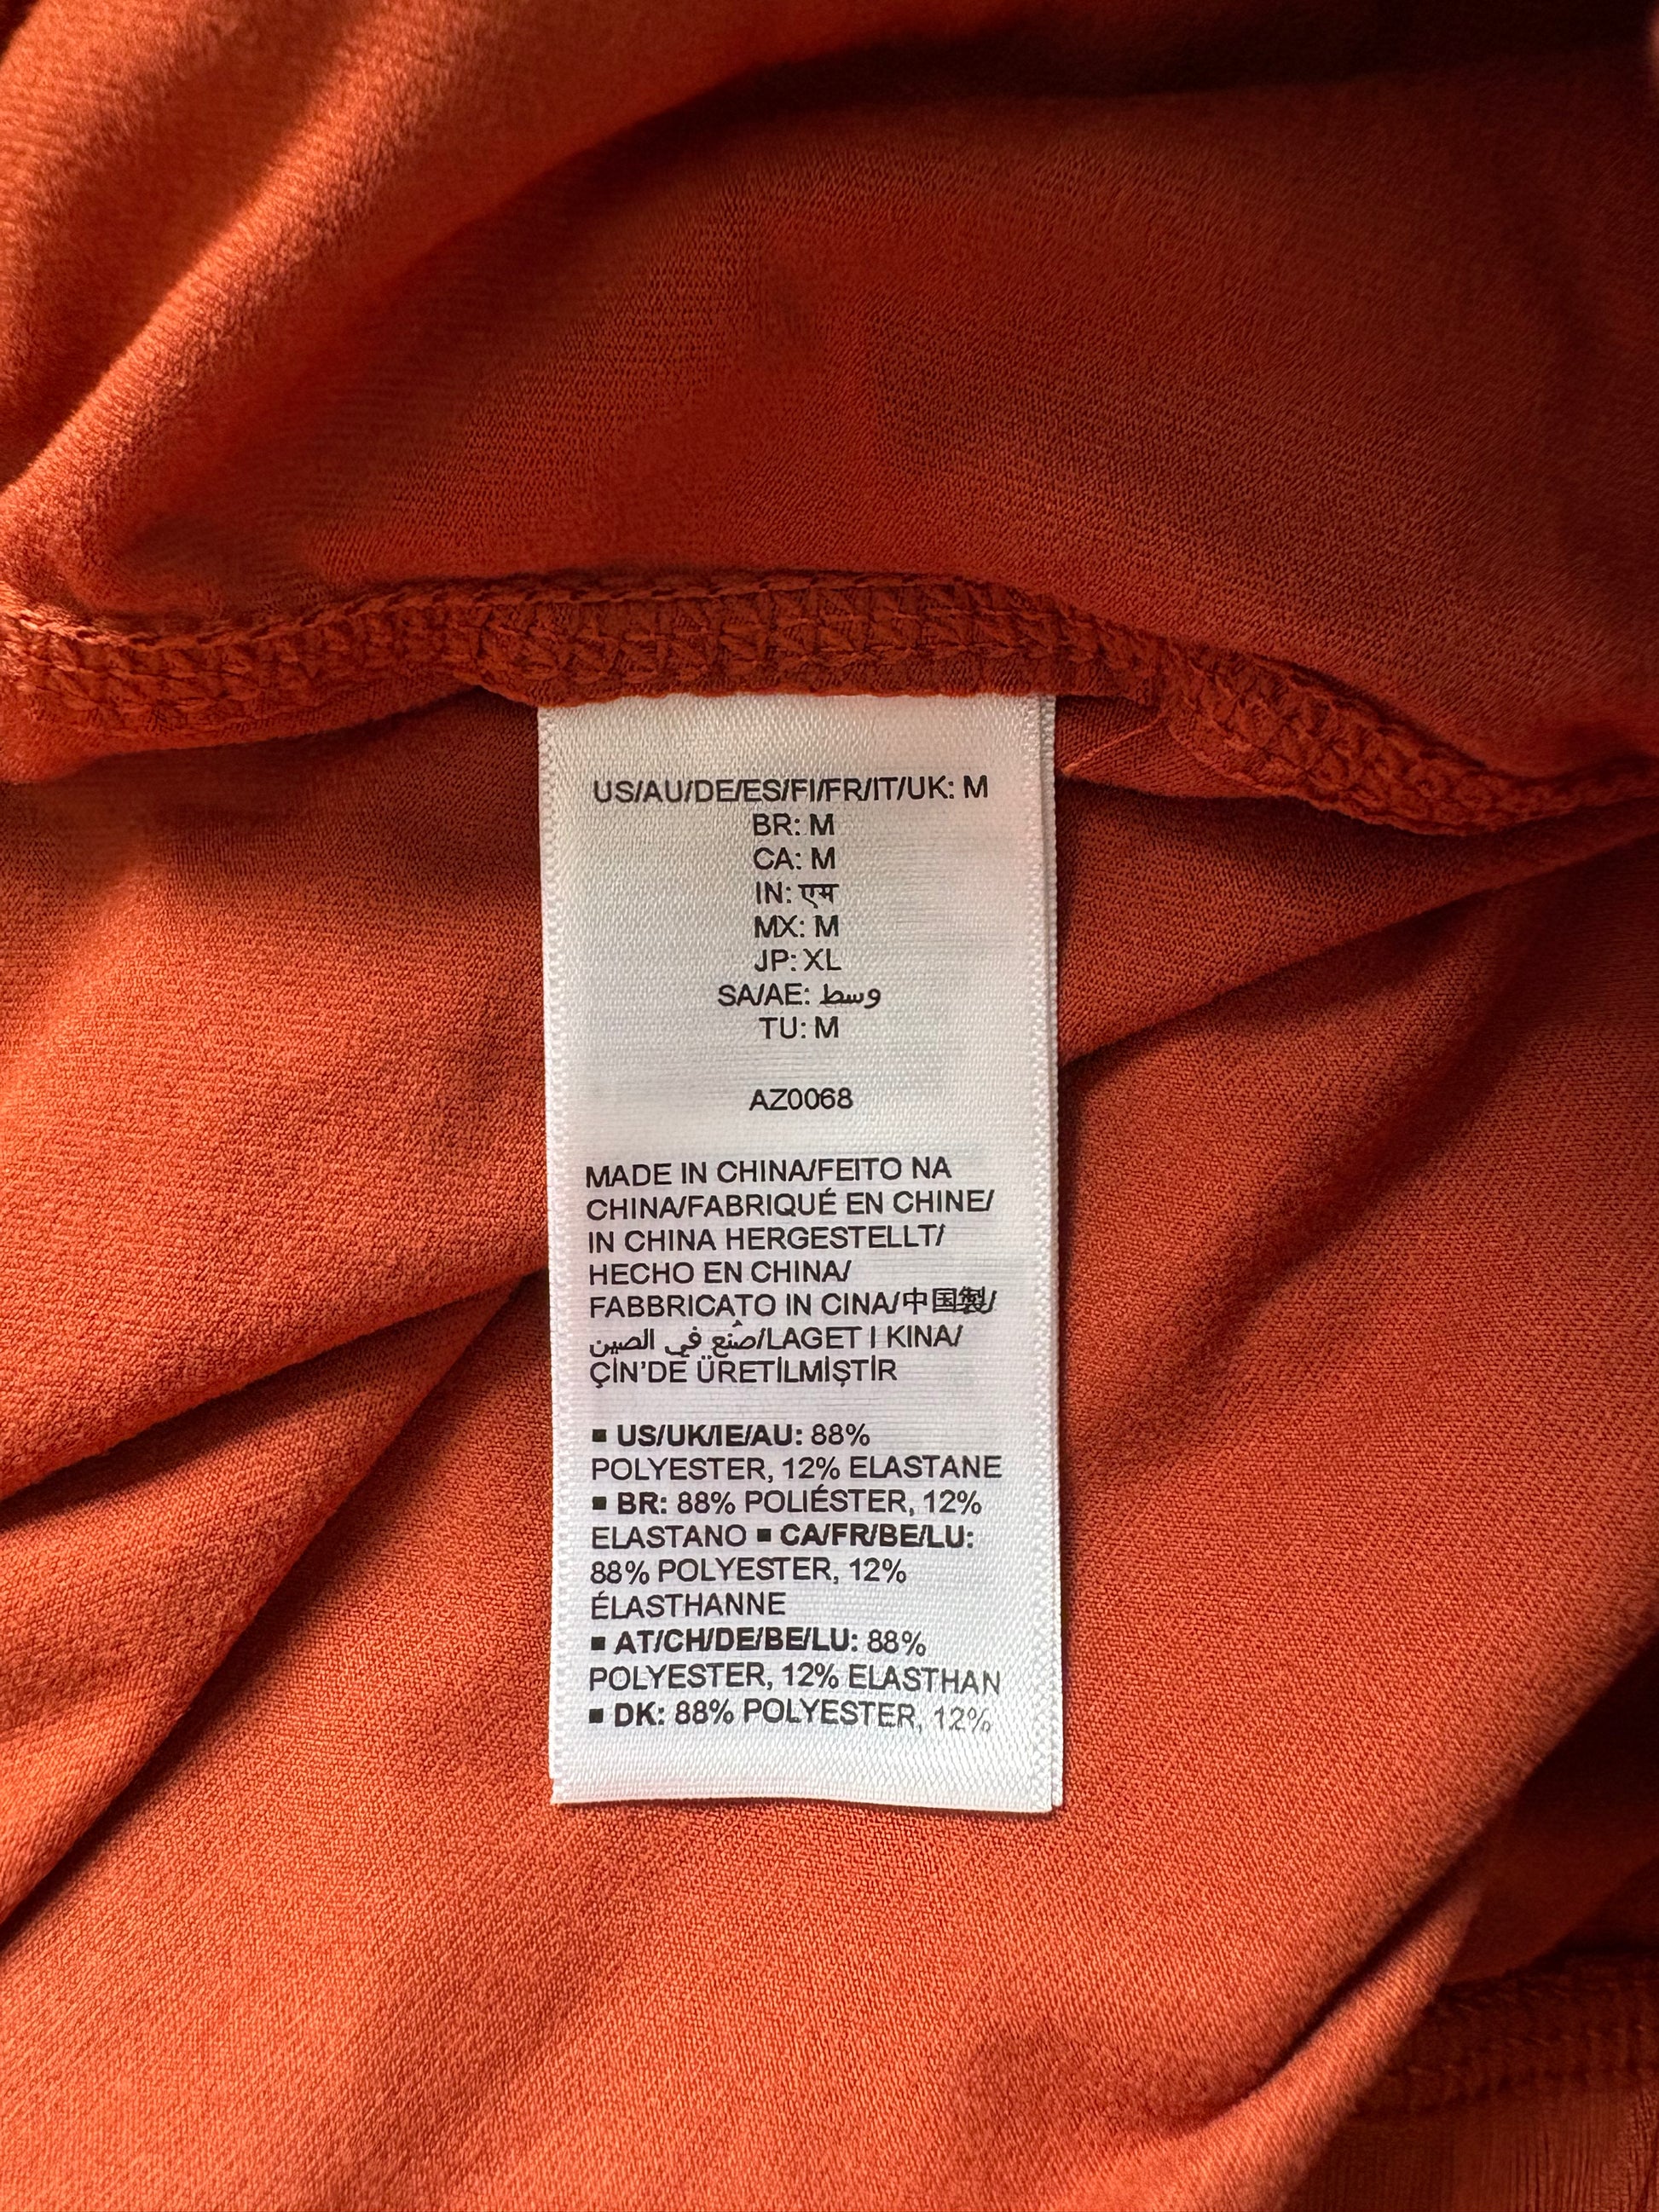 US/AU/DE/ES/FI/FR/IT/UK: M
BR: M
CA: M
IN: एम
MX: M
JP: XL
SA/AE: وسط
TU: M
AZ0068
MADE IN CHINA/FEITO NA
CHINA/FABRIQUÉ EN CHINE/
IN CHINA HERGESTELLT/
HECHO EN CHINA/
FABBRICATO IN CINA/中国製/
صُنع في الصين/LAGET I KINA/
ÇİN'DE ÜRETİLMİŞTİR
▪ US/UK/IE/AU: 88%
POLYESTER, 12% ELASTANE
▪ BR: 88% POLIÉSTER, 12%
ELASTANO ▪ CA/FR/BE/LU:
88% POLYESTER, 12%
ÉLASTHANNE
▪ AT/CH/DE/BE/LU: 88%
POLYESTER, 12% ELASTHAN
▪ DK: 88% POLYESTER, 12%